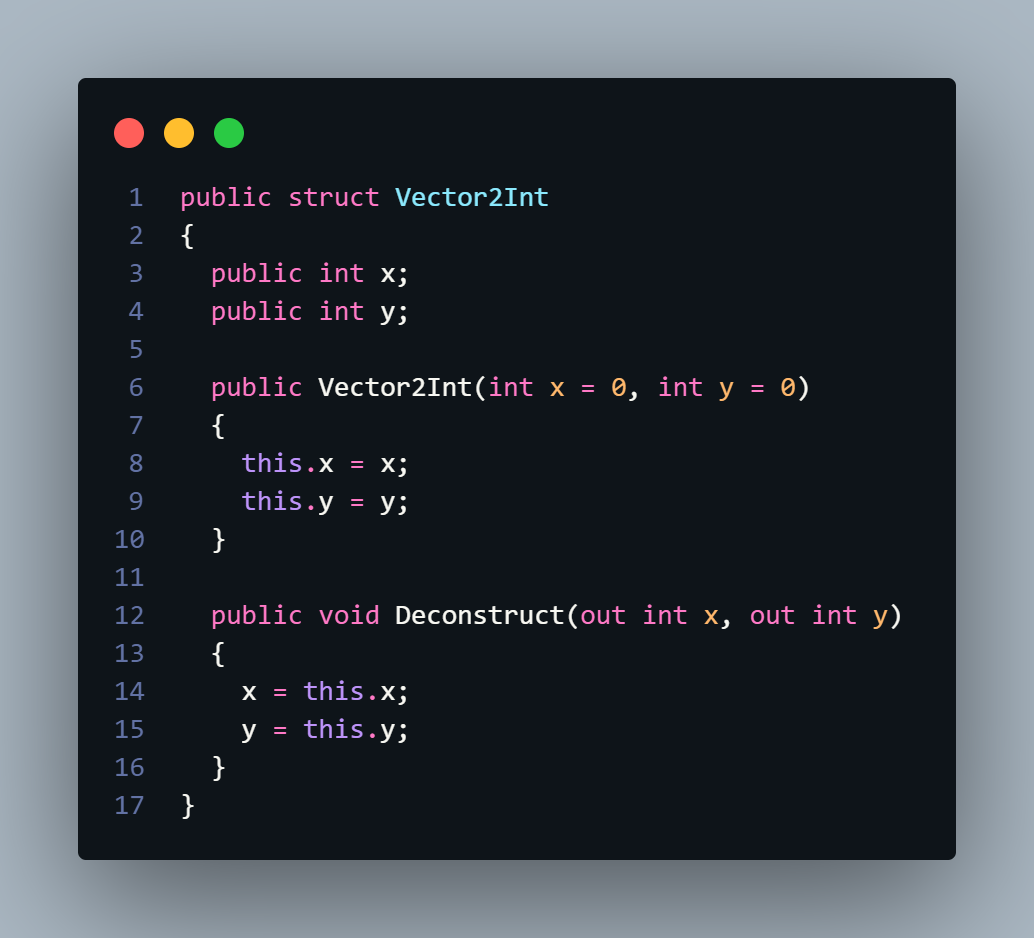 1 public struct Vector2Int
2 {
3   public int x;
4   public int y;
5
6   public Vector2Int(int x = 0, int y = 0)
7   {
8     this.x = x;
9     this.y = y;
10   }
11
12   public void Deconstruct(out int x, out int y)
13   {
14     x = this.x;
15     y = this.y;
16   }
17 }